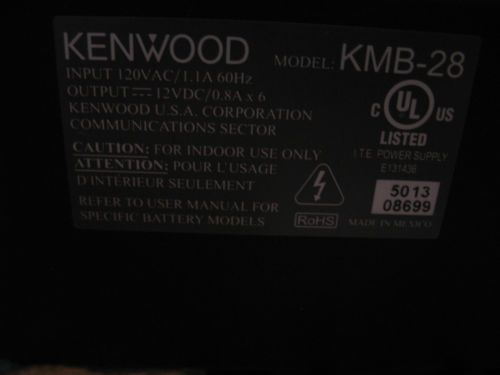 KENWOOD MODEL: KMB-28
INPUT 120VAC/1.1A 60Hz
OUTPUT ⎓ 12VDC/0.8A x 6
KENWOOD U.S.A. CORPORATION
COMMUNICATIONS SECTOR
CAUTION: FOR INDOOR USE ONLY
ATTENTION: POUR L'USAGE
D'INTERIEUR SEULEMENT
REFER TO USER MANUAL FOR
SPECIFIC BATTERY MODELS
C UL US
LISTED
I.T.E. POWER SUPPLY
E131436
5013
08699
RoHS
MADE IN MEXICO